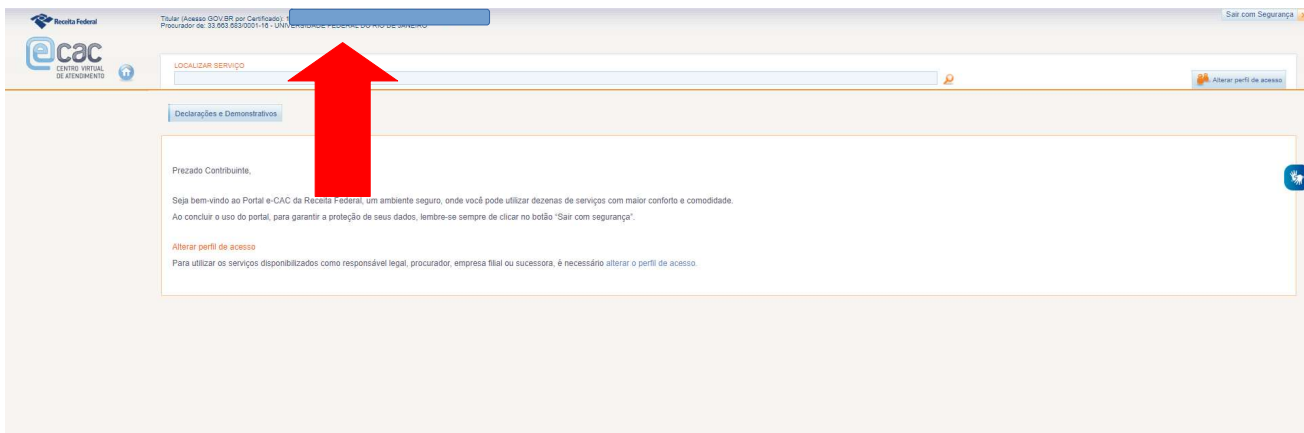 Receita Federal
Titular (Acesso GOV.BR por Certificado): 1
Procurador de: 33.663.683/0001-16 - UNIVERSIDADE FEDERAL DO RIO DE JANEIRO
Sair com Segurança
ecac
CENTRO VIRTUAL
DE ATENDIMENTO
LOCALIZAR SERVIÇO
Alterar perfil de acesso
Declarações e Demonstrativos
Prezado Contribuinte,
Seja bem-vindo ao Portal e-CAC da Receita Federal, um ambiente seguro, onde você pode utilizar dezenas de serviços com maior conforto e comodidade.
Ao concluir o uso do portal, para garantir a proteção de seus dados, lembre-se sempre de clicar no botão "Sair com segurança".
Alterar perfil de acesso
Para utilizar os serviços disponibilizados como responsável legal, procurador, empresa filial ou sucessora, é necessário alterar o perfil de acesso.